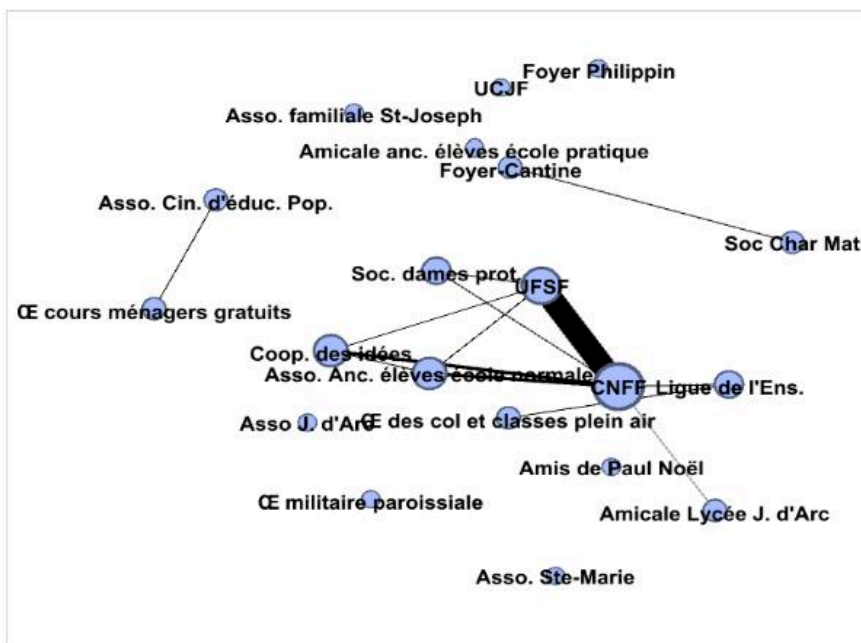 Foyer Philippin
UCJF
Asso. familiale St-Joseph
Amicale anc. élèves école pratique
Foyer-Cantine
Asso. Cin. d'éduc. Pop.
Soc Char Mat
Soc. dames prot.
UFSF
Œ cours ménagers gratuits
Coop. des idées
Asso. Anc. élèves école normale
CNFF
Ligue de l'Ens.
Asso J. d'Arc
Œ des col et classes plein air
Amis de Paul Noël
Œ militaire paroissiale
Amicale Lycée J. d'Arc
Asso. Ste-Marie